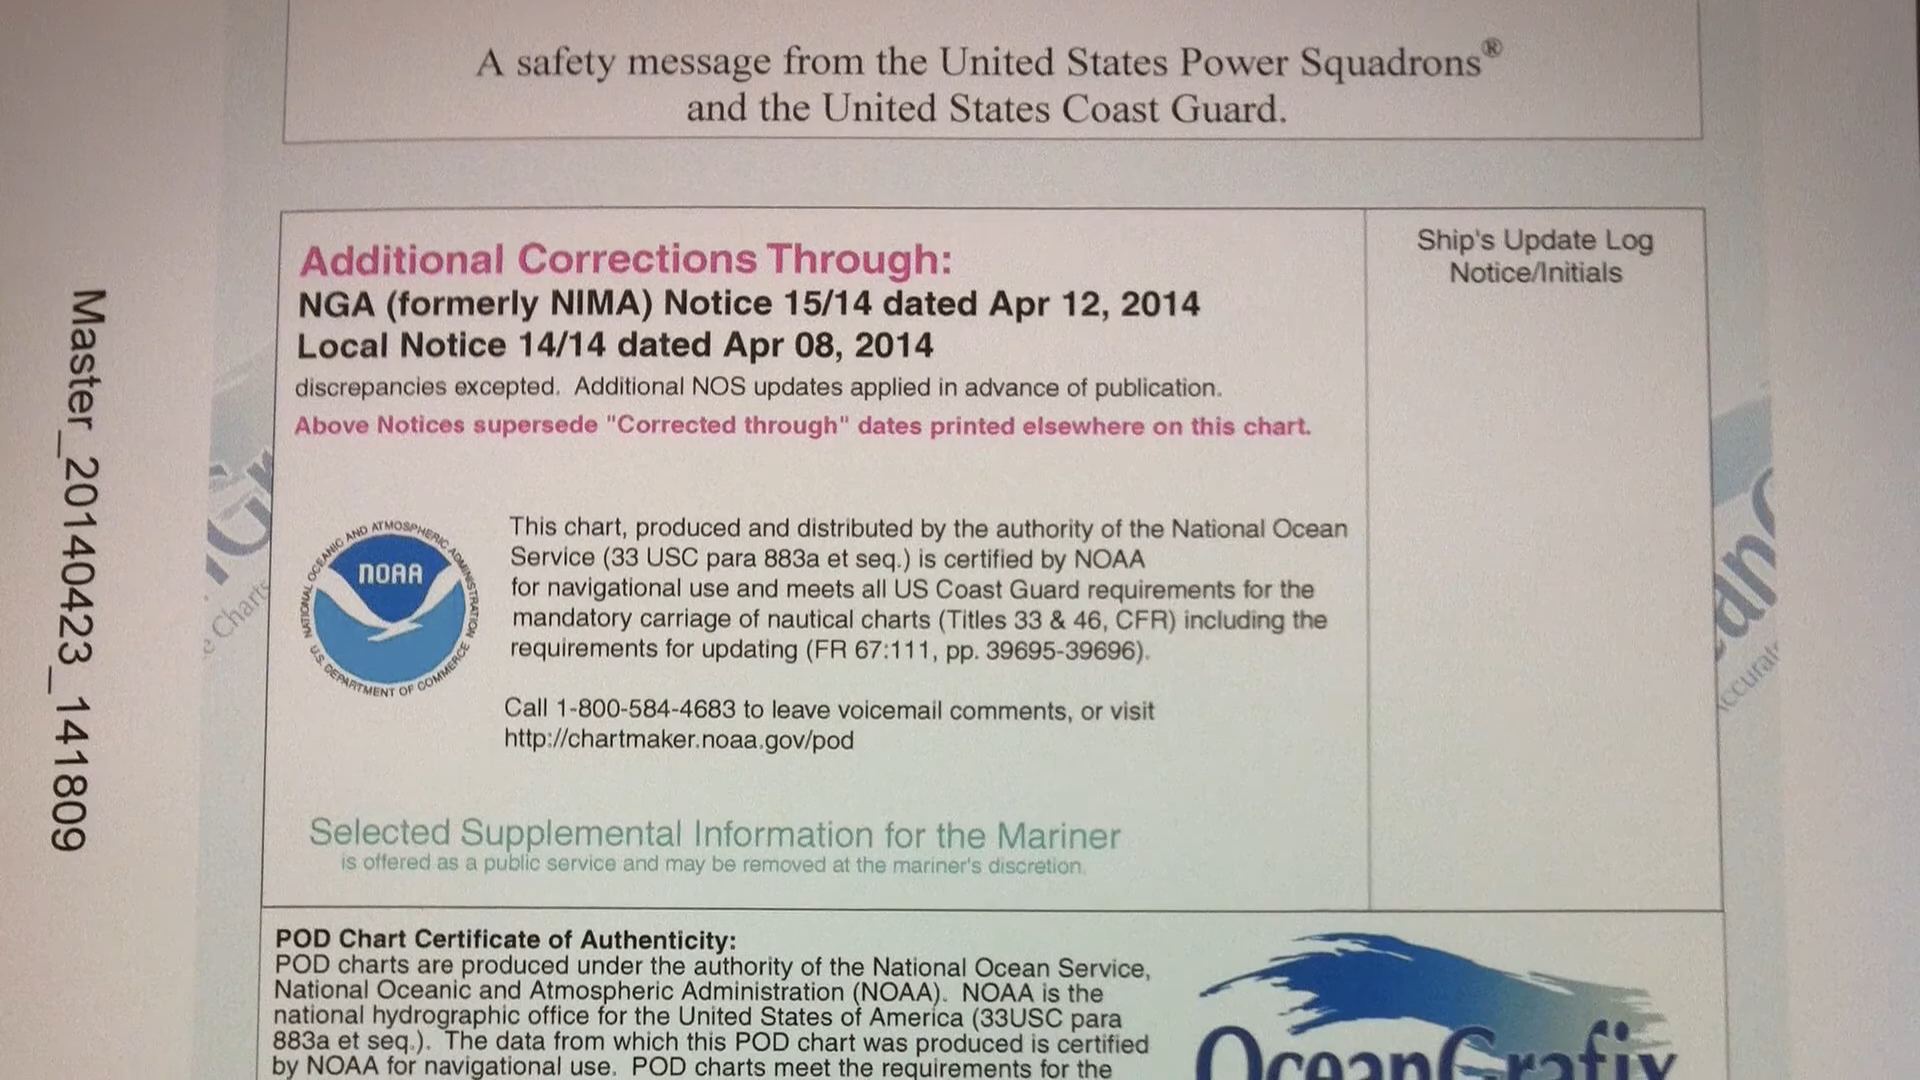 A safety message from the United States Power Squadrons®
and the United States Coast Guard.
Additional Corrections Through:
NGA (formerly NIMA) Notice 15/14 dated Apr 12, 2014
Local Notice 14/14 dated Apr 08, 2014
discrepancies excepted. Additional NOS updates applied in advance of publication.
Above Notices supersede "Corrected through" dates printed elsewhere on this chart.
Ship's Update Log
Notice/Initials
Master_20140423_141809
NATIONAL OCEANIC AND ATMOSPHERIC ADMINISTRATION
NOAA
U.S. DEPARTMENT OF COMMERCE
This chart, produced and distributed by the authority of the National Ocean
Service (33 USC para 883a et seq.) is certified by NOAA
for navigational use and meets all US Coast Guard requirements for the
mandatory carriage of nautical charts (Titles 33 & 46, CFR) including the
requirements for updating (FR 67:111, pp. 39695-39696).
Call 1-800-584-4683 to leave voicemail comments, or visit
http://chartmaker.noaa.gov/pod
Charts
Selected Supplemental Information for the Mariner
is offered as a public service and may be removed at the mariner's discretion.
POD Chart Certificate of Authenticity:
POD charts are produced under the authority of the National Ocean Service,
National Oceanic and Atmospheric Administration (NOAA). NOAA is the
national hydrographic office for the United States of America (33USC para
883a et seq.). The data from which this POD chart was produced is certified
by NOAA for navigational use. POD charts meet the requirements for the
OceanGrafix